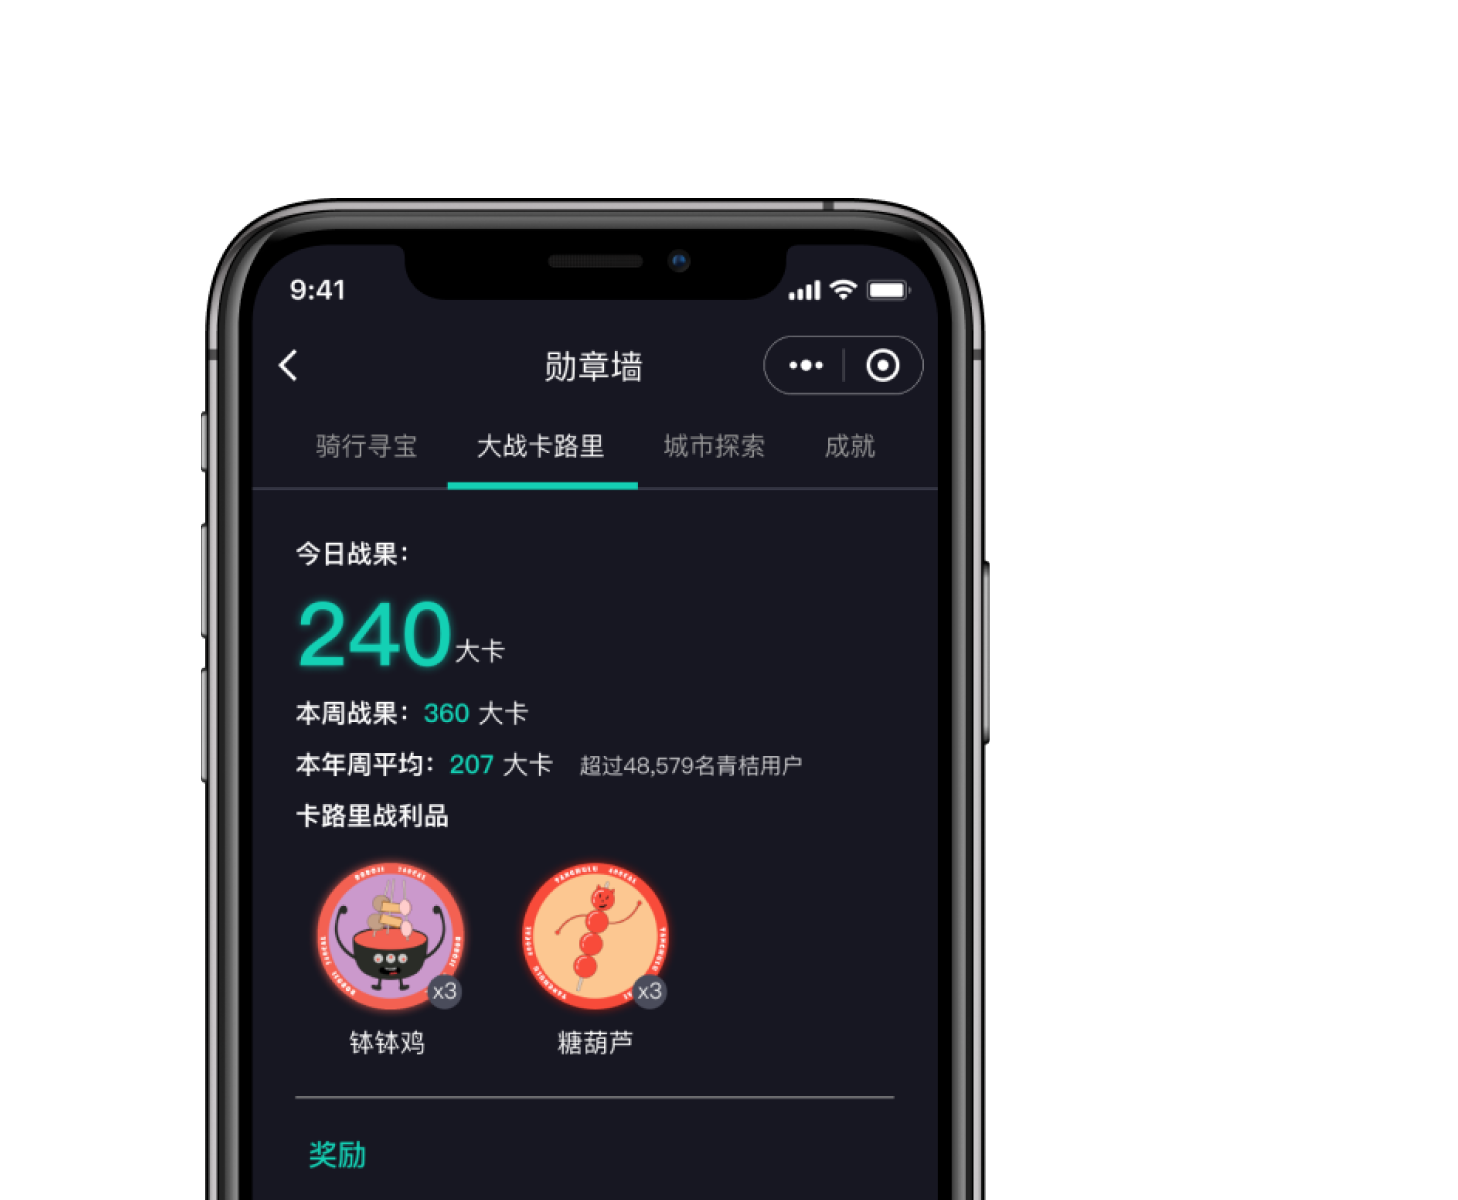 9:41
勋章墙
骑行寻宝 大战卡路里 城市探索 成就
今日战果：
240大卡
本周战果：360 大卡
本年周平均：207 大卡 超过48,579名青桔用户
卡路里战利品
x3 x3
钵钵鸡 糖葫芦
奖励